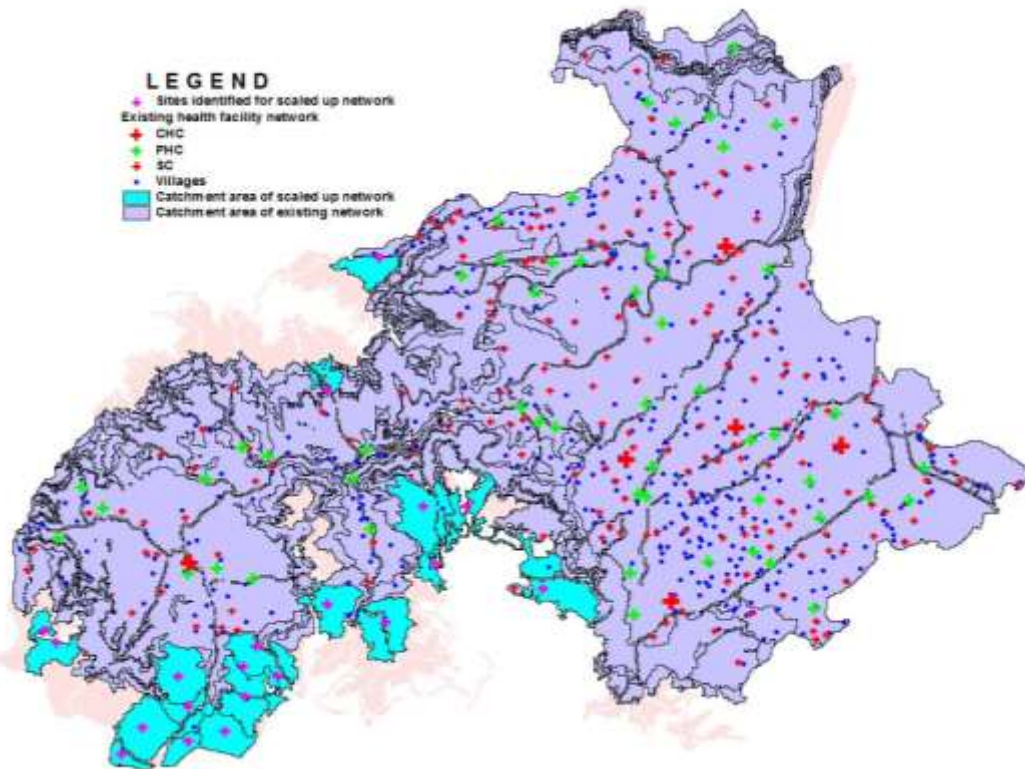 LEGEND
Sites identified for scaled up network
Existing health facility network
CHC
PHC
SC
Villages
Catchment area of scaled up network
Catchment area of existing network